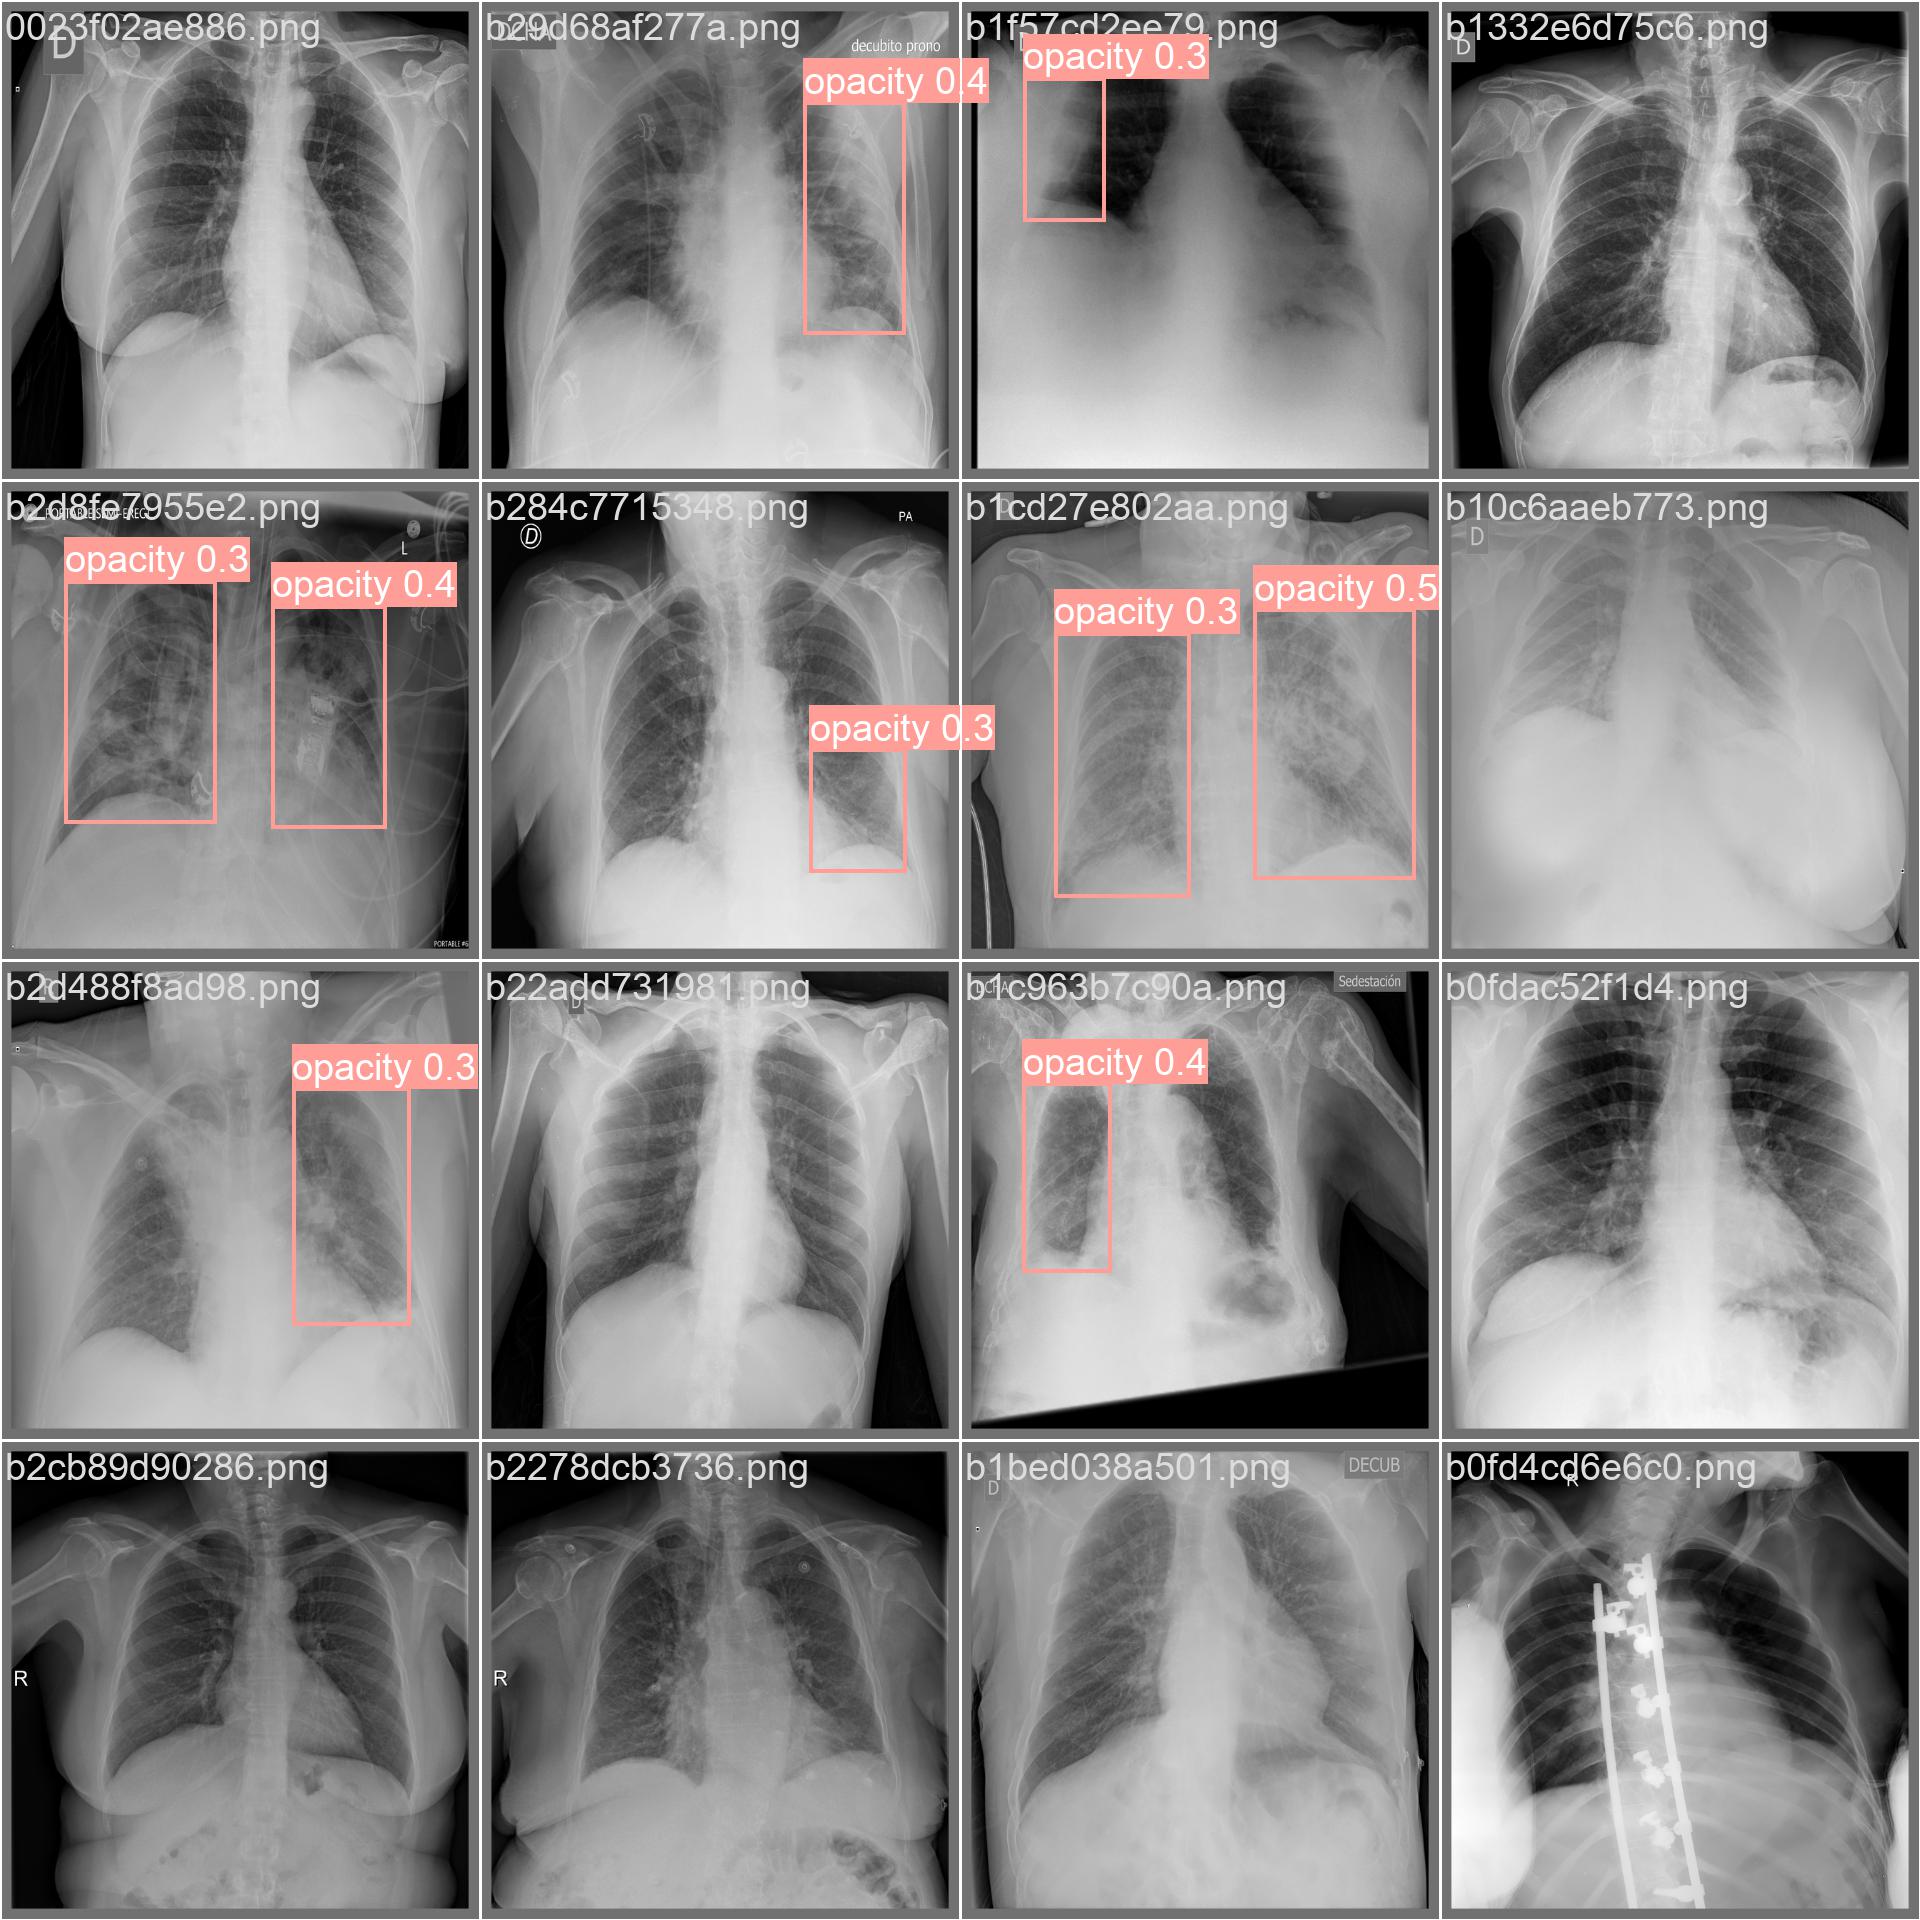 0023f02ae886.png
D
b29d68af277a.png
decubito prono
opacity 0.4
b1f57cd2ee79.png
opacity 0.3
b1332e6d75c6.png
D
b2d8fe7955e2.png
L
opacity 0.3
opacity 0.4
PORTABLE #6
b284c7715348.png
D
PA
opacity 0.3
b1cd27e802aa.png
opacity 0.3
opacity 0.5
b10c6aaeb773.png
D
b2d488f8ad98.png
opacity 0.3
b22add731981.png
b1c963b7c90a.png
Sedestación
opacity 0.4
b0fdac52f1d4.png
b2cb89d90286.png
R
b2278dcb3736.png
R
b1bed038a501.png
DECUB
D
b0fd4cd6e6c0.png
R